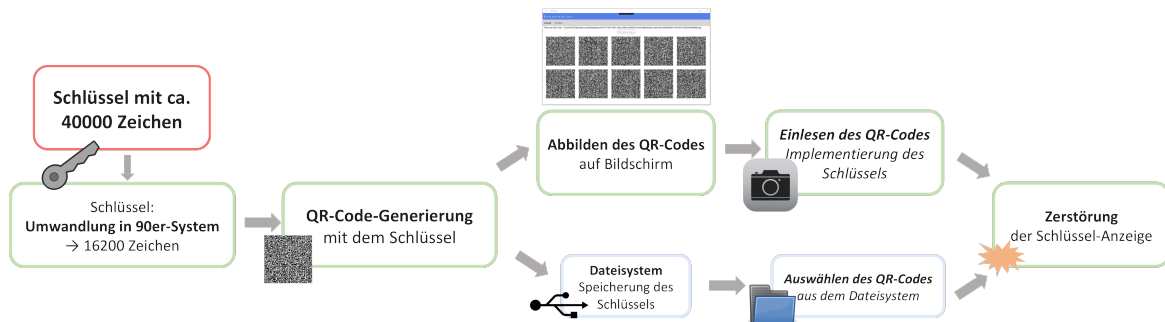 Schlüssel mit ca.
40000 Zeichen
Schlüssel:
Umwandlung in 90er-System
→ 16200 Zeichen
QR-Code-Generierung
mit dem Schlüssel
Abbilden des QR-Codes
auf Bildschirm
Einlesen des QR-Codes
Implementierung des
Schlüssels
Dateisystem
Speicherung des
Schlüssels
Auswählen des QR-Codes
aus dem Dateisystem
Zerstörung
der Schlüssel-Anzeige